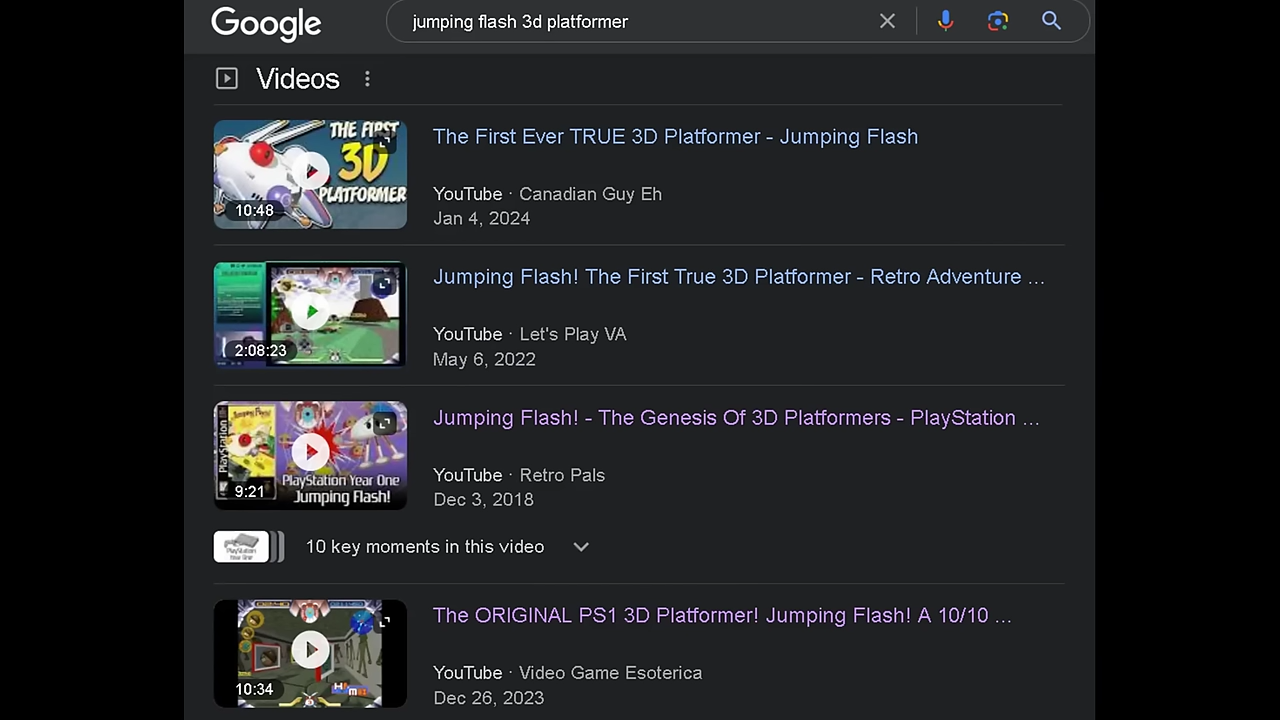 Google
jumping flash 3d platformer
Videos
THE FIRST
3D
PLATFORMER
10:48
The First Ever TRUE 3D Platformer - Jumping Flash
YouTube · Canadian Guy Eh
Jan 4, 2024
2:08:23
Jumping Flash! The First True 3D Platformer - Retro Adventure ...
YouTube · Let's Play VA
May 6, 2022
PlayStation
PlayStation Year One
Jumping Flash!
9:21
Jumping Flash! - The Genesis Of 3D Platformers - PlayStation ...
YouTube · Retro Pals
Dec 3, 2018
PlayStation
Year One
10 key moments in this video
10:34
The ORIGINAL PS1 3D Platformer! Jumping Flash! A 10/10 ...
YouTube · Video Game Esoterica
Dec 26, 2023